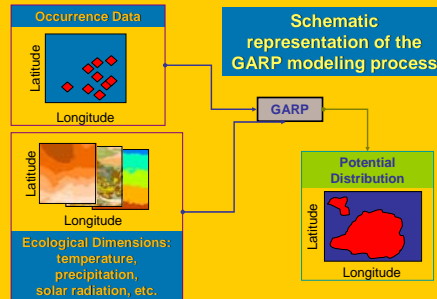 Occurrence Data
Latitude
Longitude
Schematic
representation of the
GARP modeling process
GARP
Latitude
Longitude
Ecological Dimensions:
temperature,
precipitation,
solar radiation, etc.
Potential
Distribution
Latitude
Longitude